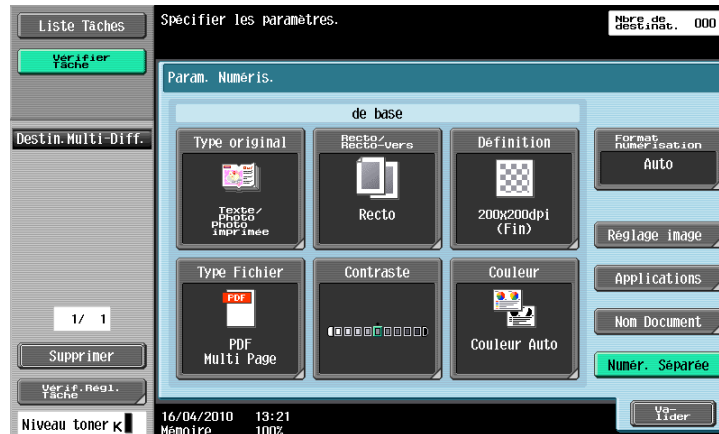 Liste Tâches
Vérifier
Tâche
Destin.Multi-Diff.
1/ 1
Supprimer
Vérif.Régl.
Tâche
Niveau toner K
Spécifier les paramètres.
Nbre de
destinat. 000
Param. Numéris.
de base
Type original
Texte/
Photo
Photo
imprimée
Recto/
Recto-Vers
Recto
Définition
200x200dpi
(Fin)
Format
numérisation
Auto
Réglage image
Type Fichier
PDF
PDF
Multi Page
Contraste
Couleur
Couleur Auto
Applications
Nom Document
Numér. Séparée
16/04/2010 13:21
Mémoire 100%
Va-
lider